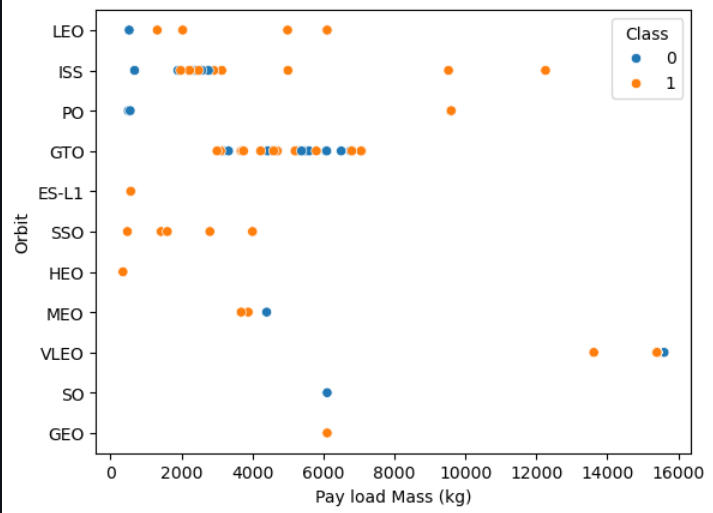 LEO
ISS
PO
GTO
ES-L1
SSO
HEO
MEO
VLEO
SO
GEO
Orbit
Class
0
1
0 2000 4000 6000 8000 10000 12000 14000 16000
Pay load Mass (kg)